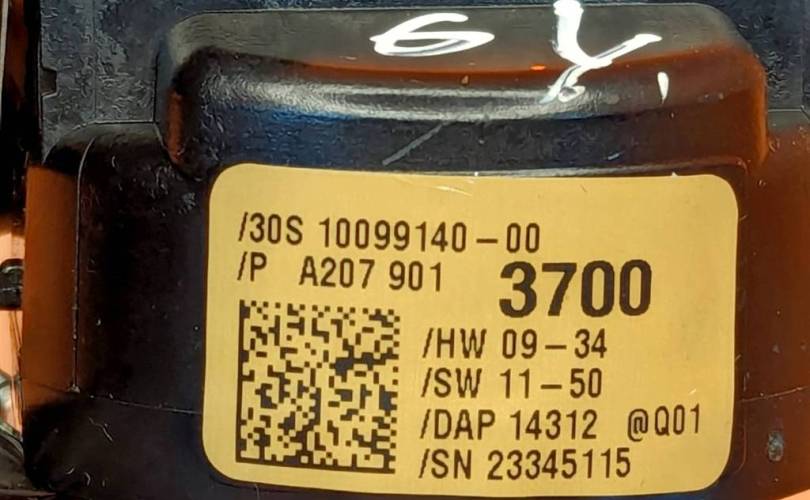 /30S 10099140-00
/P A207 901 3700
/HW 09-34
/SW 11-50
/DAP 14312 @Q01
/SN 23345115